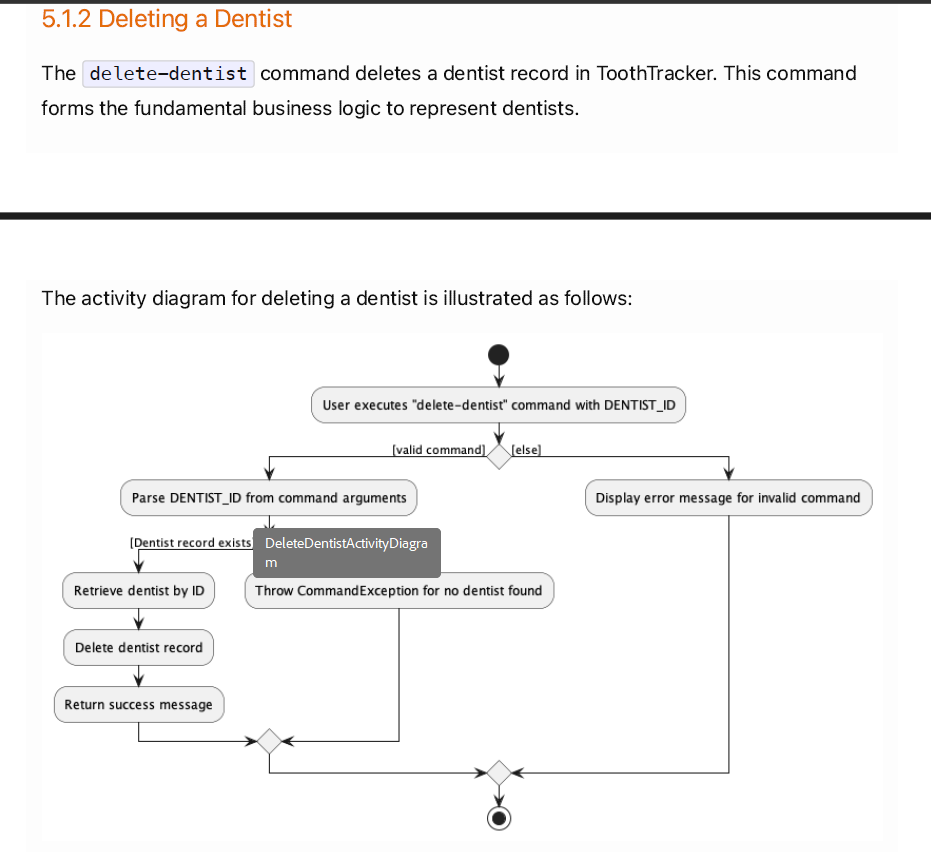 5.1.2 Deleting a Dentist
The delete-dentist command deletes a dentist record in ToothTracker. This command
forms the fundamental business logic to represent dentists.
The activity diagram for deleting a dentist is illustrated as follows:
User executes "delete-dentist" command with DENTIST_ID
[valid command] [else]
Parse DENTIST_ID from command arguments
Display error message for invalid command
[Dentist record exists
DeleteDentistActivityDiagra
m
Retrieve dentist by ID
Throw CommandException for no dentist found
Delete dentist record
Return success message